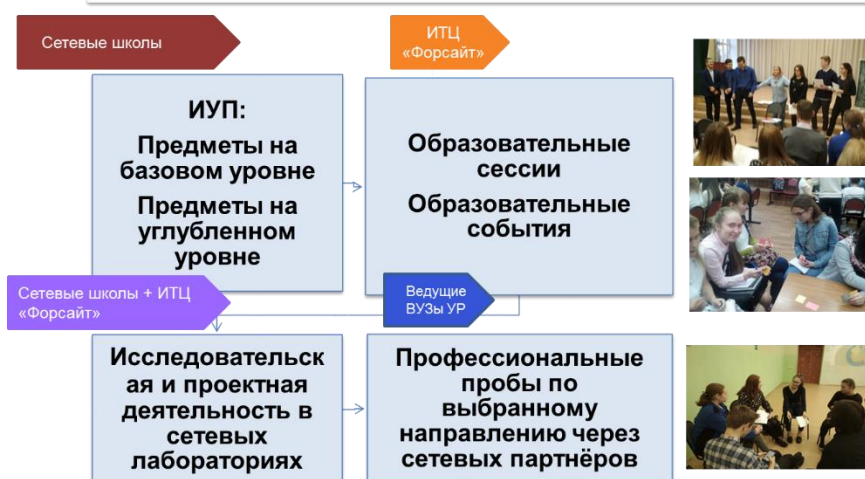 Сетевые школы
ИТЦ
«Форсайт»
ИУП:
Предметы на
базовом уровне
Предметы на
углубленном
уровне
Образовательные
сессии
Образовательные
события
Сетевые школы + ИТЦ
«Форсайт»
Ведущие
ВУЗы УР
Исследовательск
ая и проектная
деятельность в
сетевых
лабораториях
Профессиональные
пробы по
выбранному
направлению через
сетевых партнёров